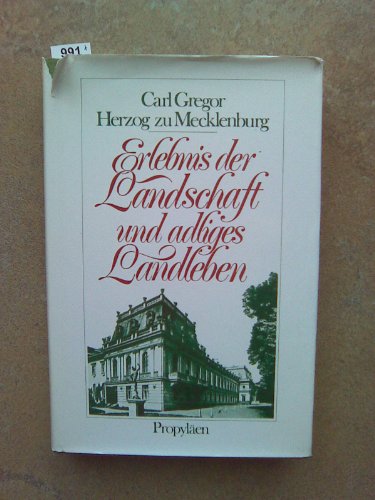 991
Carl Gregor
Herzog zu Mecklenburg
Erlebnis der
Landschaft
und adliges
Landleben
Propyläen